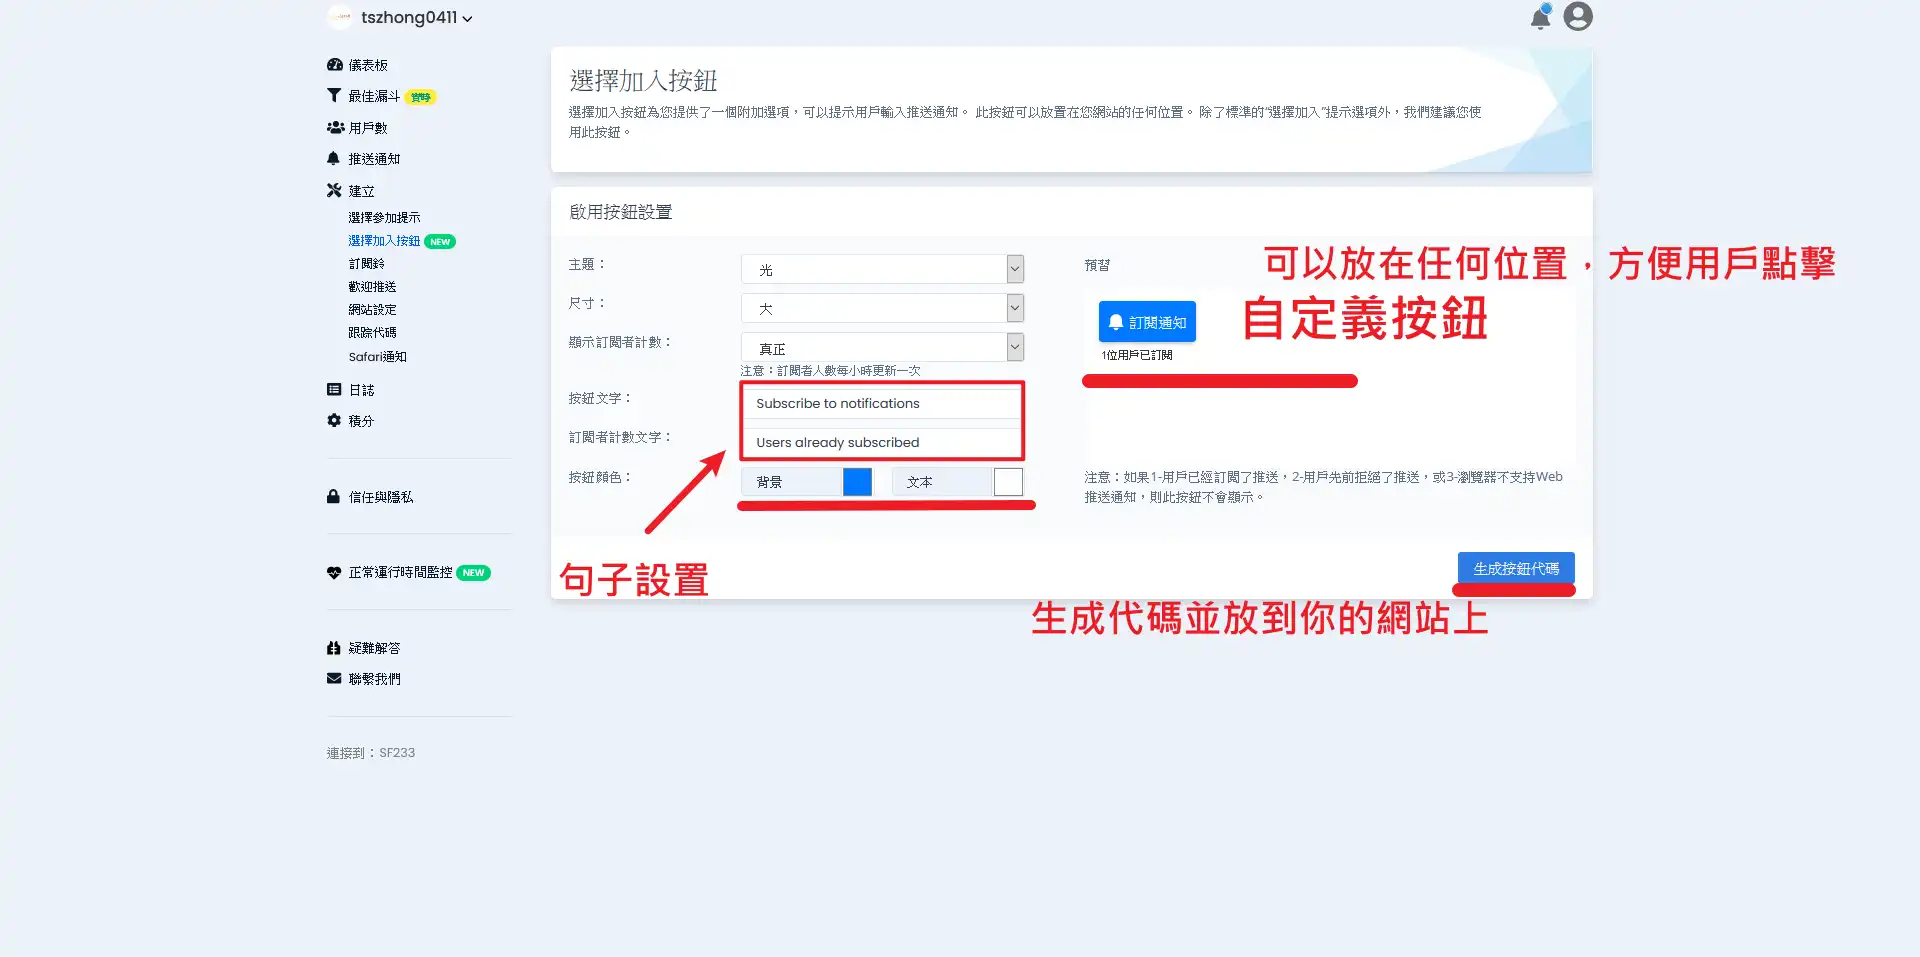 tszhong0411
儀表板
最佳漏斗 實時
用戶數
推送通知
建立
選擇參加提示
選擇加入按鈕 NEW
訂閱鈴
歡迎推送
網站設定
跟踪代碼
Safari通知
日誌
積分
信任與隱私
正常運行時間監控 NEW
疑難解答
聯繫我們
連接到：SF233
選擇加入按鈕
選擇加入按鈕為您提供了一個附加選項，可以提示用戶輸入推送通知。 此按鈕可以放置在您網站的任何位置。 除了標準的“選擇加入”提示選項外，我們建議您使
用此按鈕。
啟用按鈕設置
主題：
光
尺寸：
大
顯示訂閱者計數：
真正
注意：訂閱者人數每小時更新一次
按鈕文字：
Subscribe to notifications
訂閱者計數文字：
Users already subscribed
按鈕顏色：
背景
文本
句子設置
預習
可以放在任何位置，方便用戶點擊
自定義按鈕
訂閱通知
1位用戶已訂閱
注意：如果1-用戶已經訂閱了推送，2-用戶先前拒絕了推送，或3-瀏覽器不支持Web
推送通知，則此按鈕不會顯示。
生成按鈕代碼
生成代碼並放到你的網站上